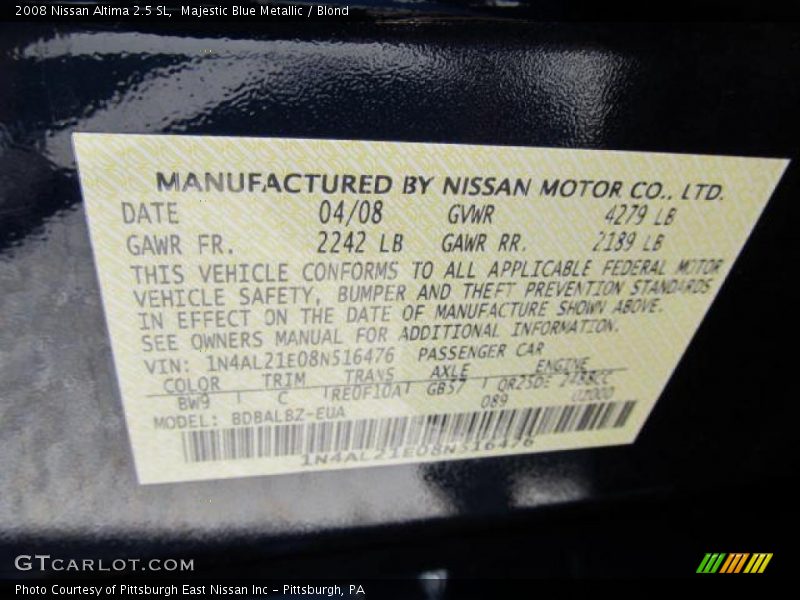 2008 Nissan Altima 2.5 SL,  Majestic Blue Metallic / Blond
MANUFACTURED BY NISSAN MOTOR CO., LTD.
DATE 04/08 GVWR 4279 LB
GAWR FR. 2242 LB GAWR RR. 2189 LB
THIS VEHICLE CONFORMS TO ALL APPLICABLE FEDERAL MOTOR
VEHICLE SAFETY, BUMPER AND THEFT PREVENTION STANDARDS
IN EFFECT ON THE DATE OF MANUFACTURE SHOWN ABOVE.
SEE OWNERS MANUAL FOR ADDITIONAL INFORMATION.
VIN: 1N4AL21E08N516476 PASSENGER CAR
COLOR TRIM TRANS AXLE ENGINE
BW9 C RE0F10A GB57 QR25DE 2488CC
MODEL: BDBALBZ-EUA 089 02000
1N4AL21E08N516476
GTCARLOT.COM
Photo Courtesy of Pittsburgh East Nissan Inc - Pittsburgh, PA